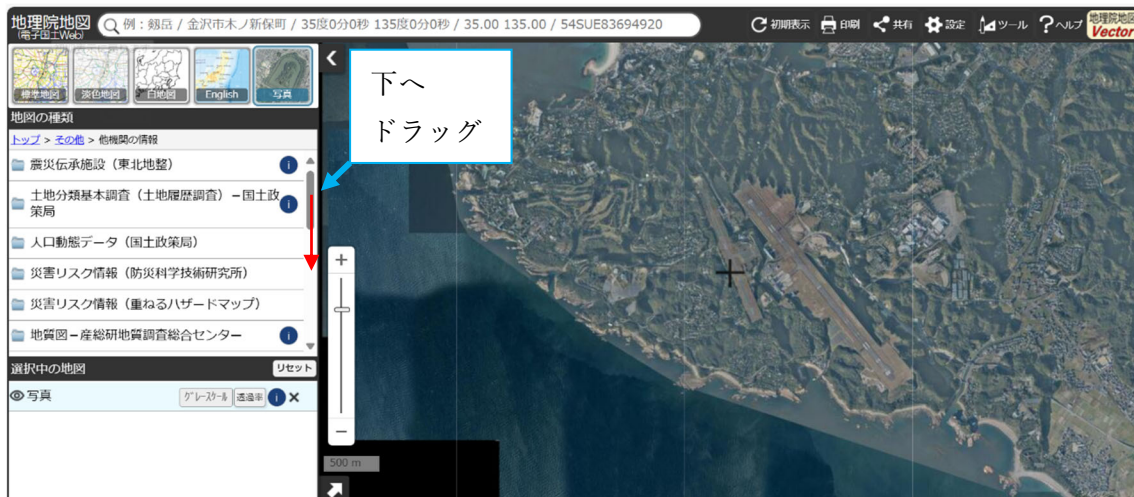 地理院地図
(電子国土Web)
例：剱岳 / 金沢市木ノ新保町 / 35度0分0秒 135度0分0秒 / 35.00 135.00 / 54SUE83694920
初期表示
印刷
共有
設定
ツール
ヘルプ
地理院地図
Vector
標準地図
淡色地図
白地図
English
写真
地図の種類
トップ > その他 > 他機関の情報
震災伝承施設（東北地整）
土地分類基本調査（土地履歴調査）－国土政
策局
人口動態データ（国土政策局）
災害リスク情報（防災科学技術研究所）
災害リスク情報（重ねるハザードマップ）
地質図－産総研地質調査総合センター
選択中の地図
リセット
写真
グレースケール
透過率
下へ
ドラッグ
500 m